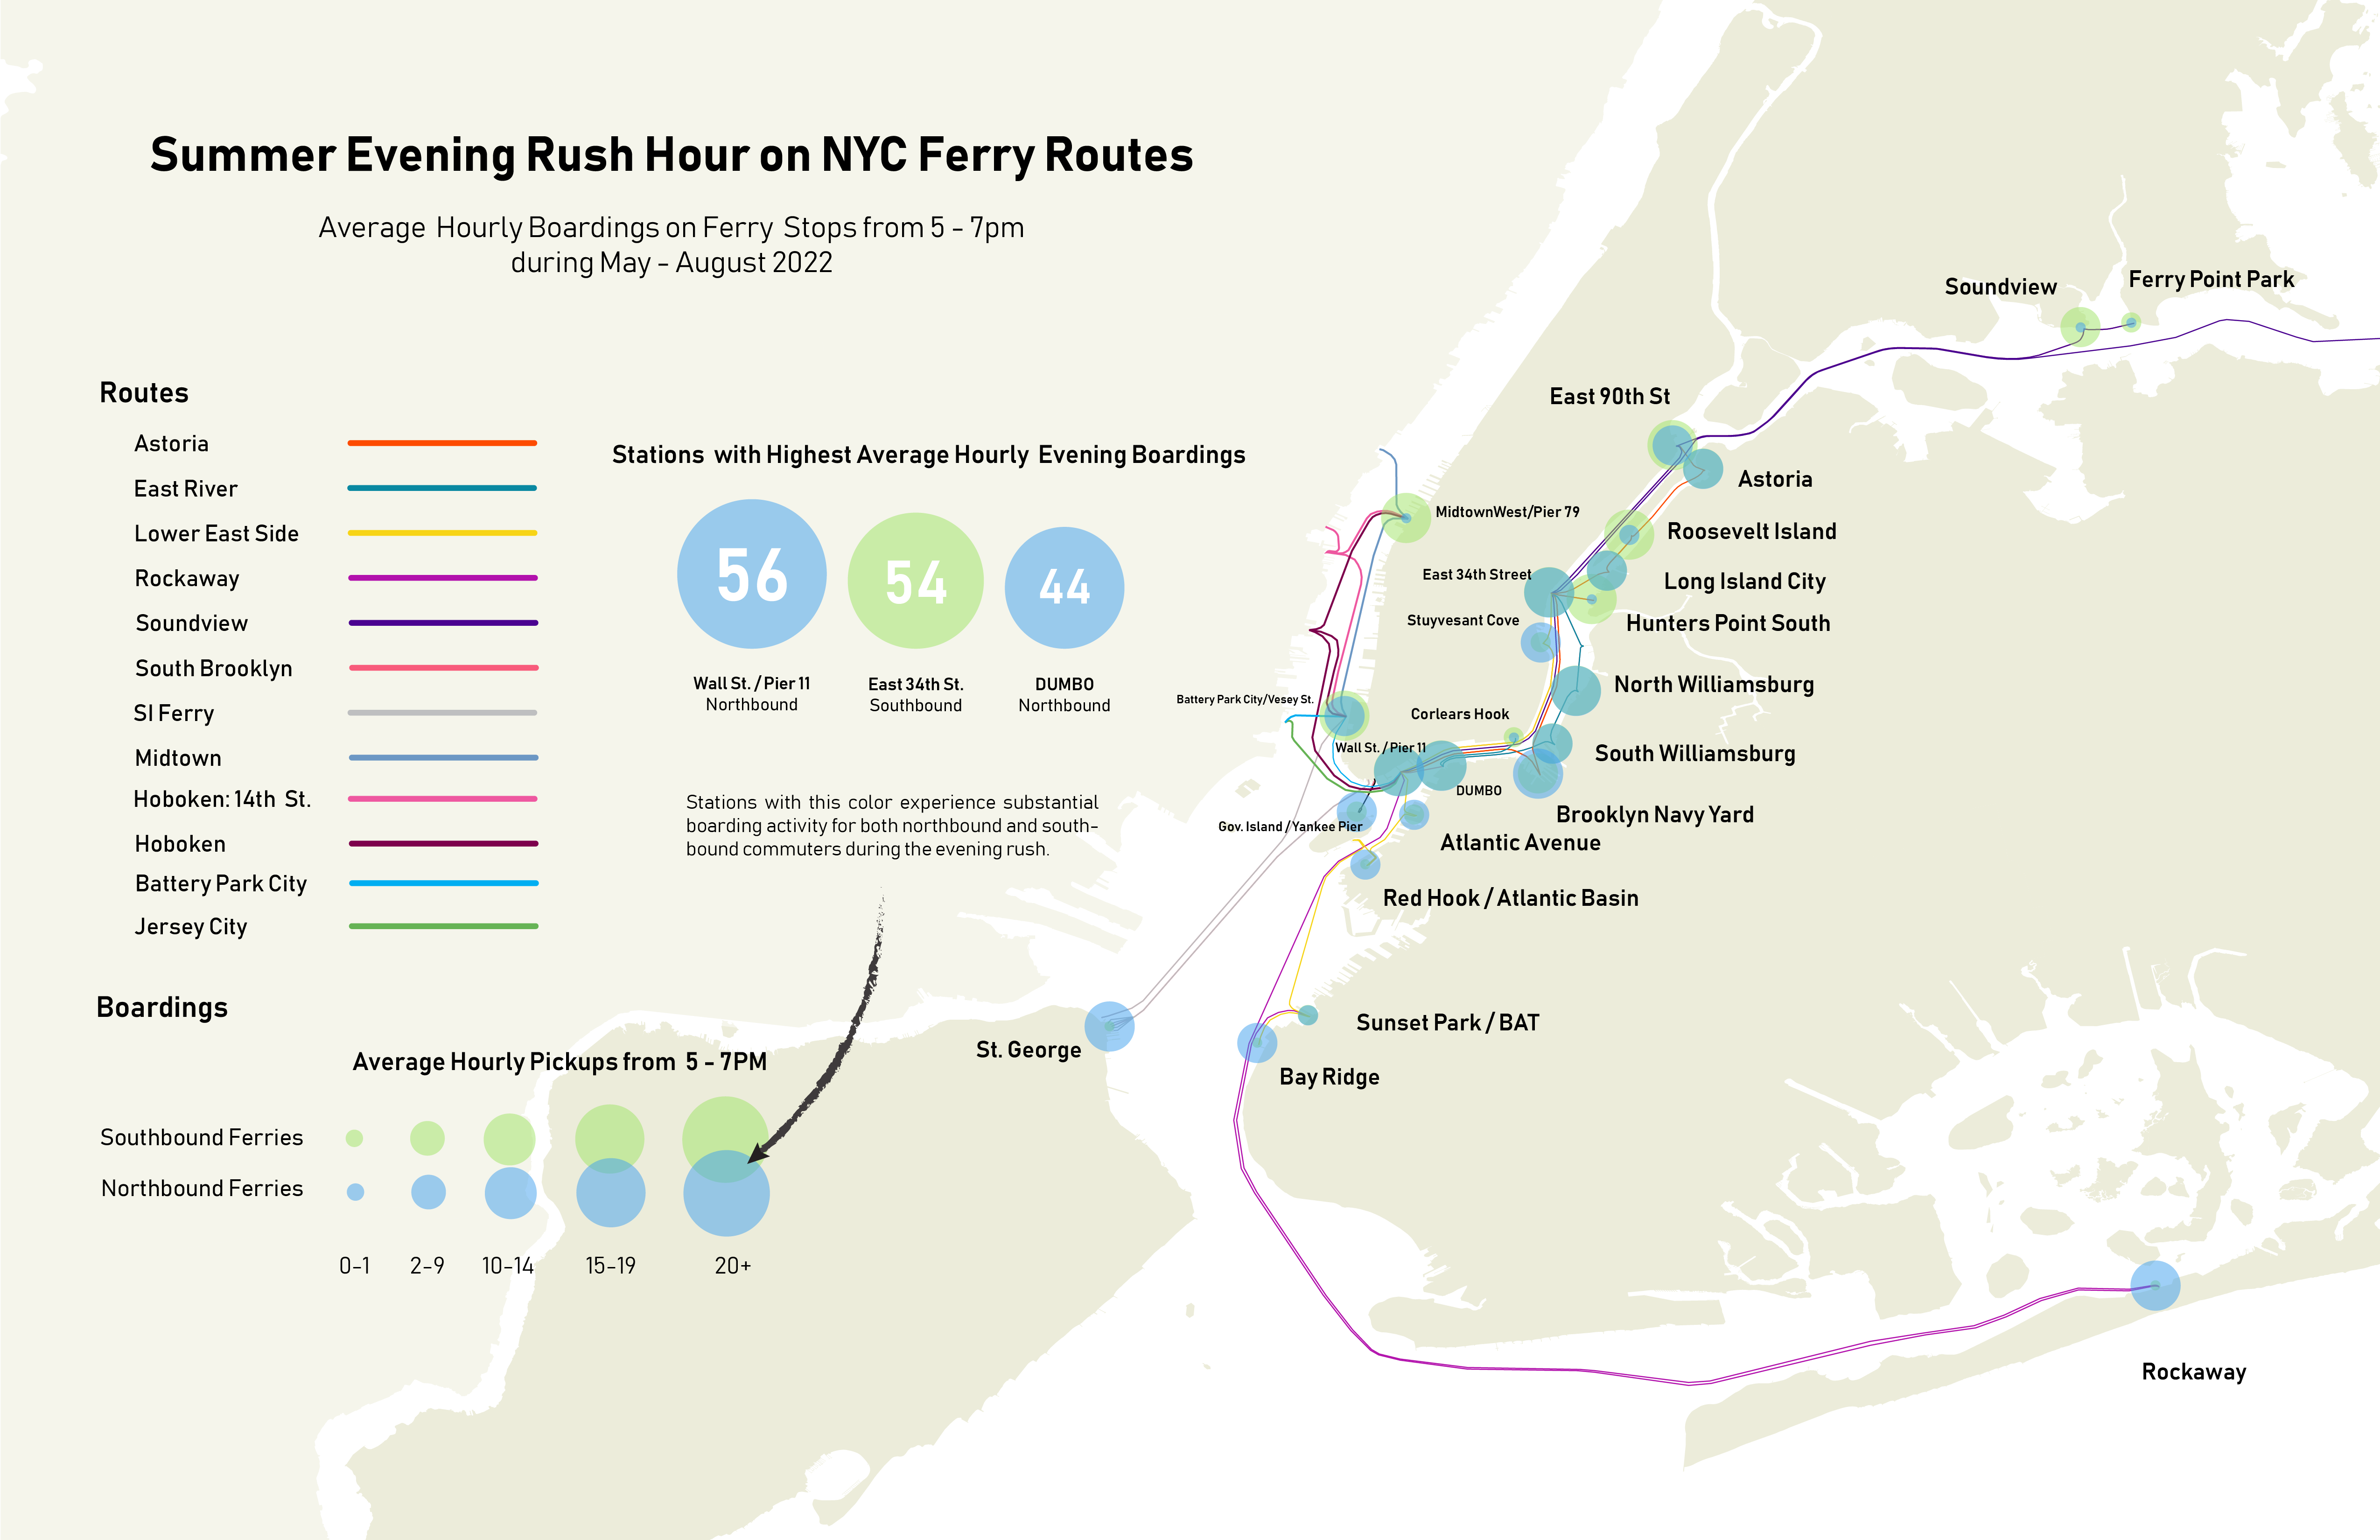 Summer Evening Rush Hour on NYC Ferry Routes
Average Hourly Boardings on Ferry Stops from 5 - 7pm
during May - August 2022
Routes
Astoria
East River
Lower East Side
Rockaway
Soundview
South Brooklyn
SI Ferry
Midtown
Hoboken: 14th St.
Hoboken
Battery Park City
Jersey City
Stations with Highest Average Hourly Evening Boardings
56
54
44
Wall St. / Pier 11
Northbound
East 34th St.
Southbound
DUMBO
Northbound
Stations with this color experience substantial
boarding activity for both northbound and south-
bound commuters during the evening rush.
Boardings
Average Hourly Pickups from 5 - 7PM
Southbound Ferries
Northbound Ferries
0-1
2-9
10-14
15-19
20+
Soundview
Ferry Point Park
East 90th St
Astoria
MidtownWest/Pier 79
Roosevelt Island
East 34th Street
Long Island City
Stuyvesant Cove
Hunters Point South
North Williamsburg
Battery Park City/Vesey St.
Corlears Hook
Wall St. / Pier 11
South Williamsburg
DUMBO
Brooklyn Navy Yard
Gov. Island / Yankee Pier
Atlantic Avenue
Red Hook / Atlantic Basin
Sunset Park / BAT
St. George
Bay Ridge
Rockaway